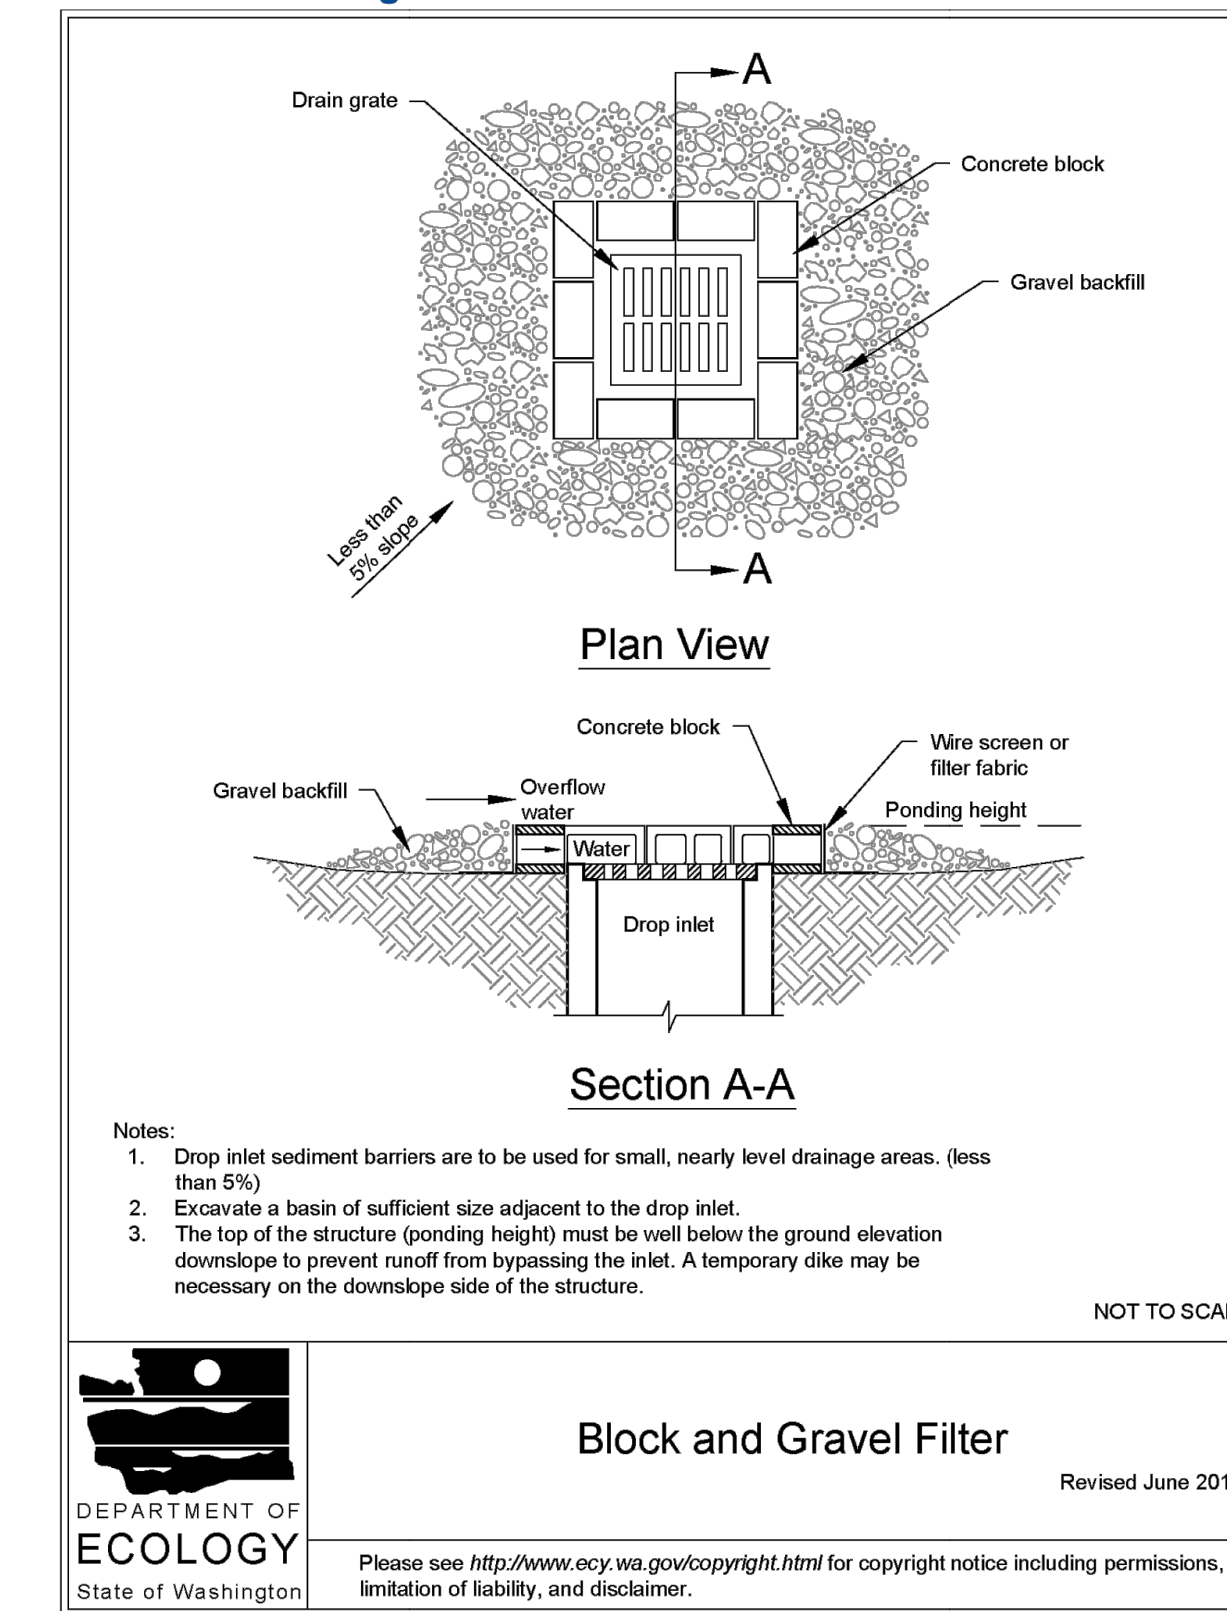 A
Drain grate
Concrete block
Gravel backfill
Less than
5% slope
A
Plan View
Concrete block
Wire screen or
filter fabric
Gravel backfill
Overflow
water
Ponding height
Water
Drop inlet
Section A-A
Notes:
1. Drop inlet sediment barriers are to be used for small, nearly level drainage areas. (less
than 5%)
2. Excavate a basin of sufficient size adjacent to the drop inlet.
3. The top of the structure (ponding height) must be well below the ground elevation
downslope to prevent runoff from bypassing the inlet. A temporary dike may be
necessary on the downslope side of the structure.
NOT TO
Block and Gravel Filter
Revised June
DEPARTMENT OF
ECOLOGY
State of Washington
Please see http://www.ecy.wa.gov/copyright.html for copyright notice including permissions,
limitation of liability, and disclaimer.